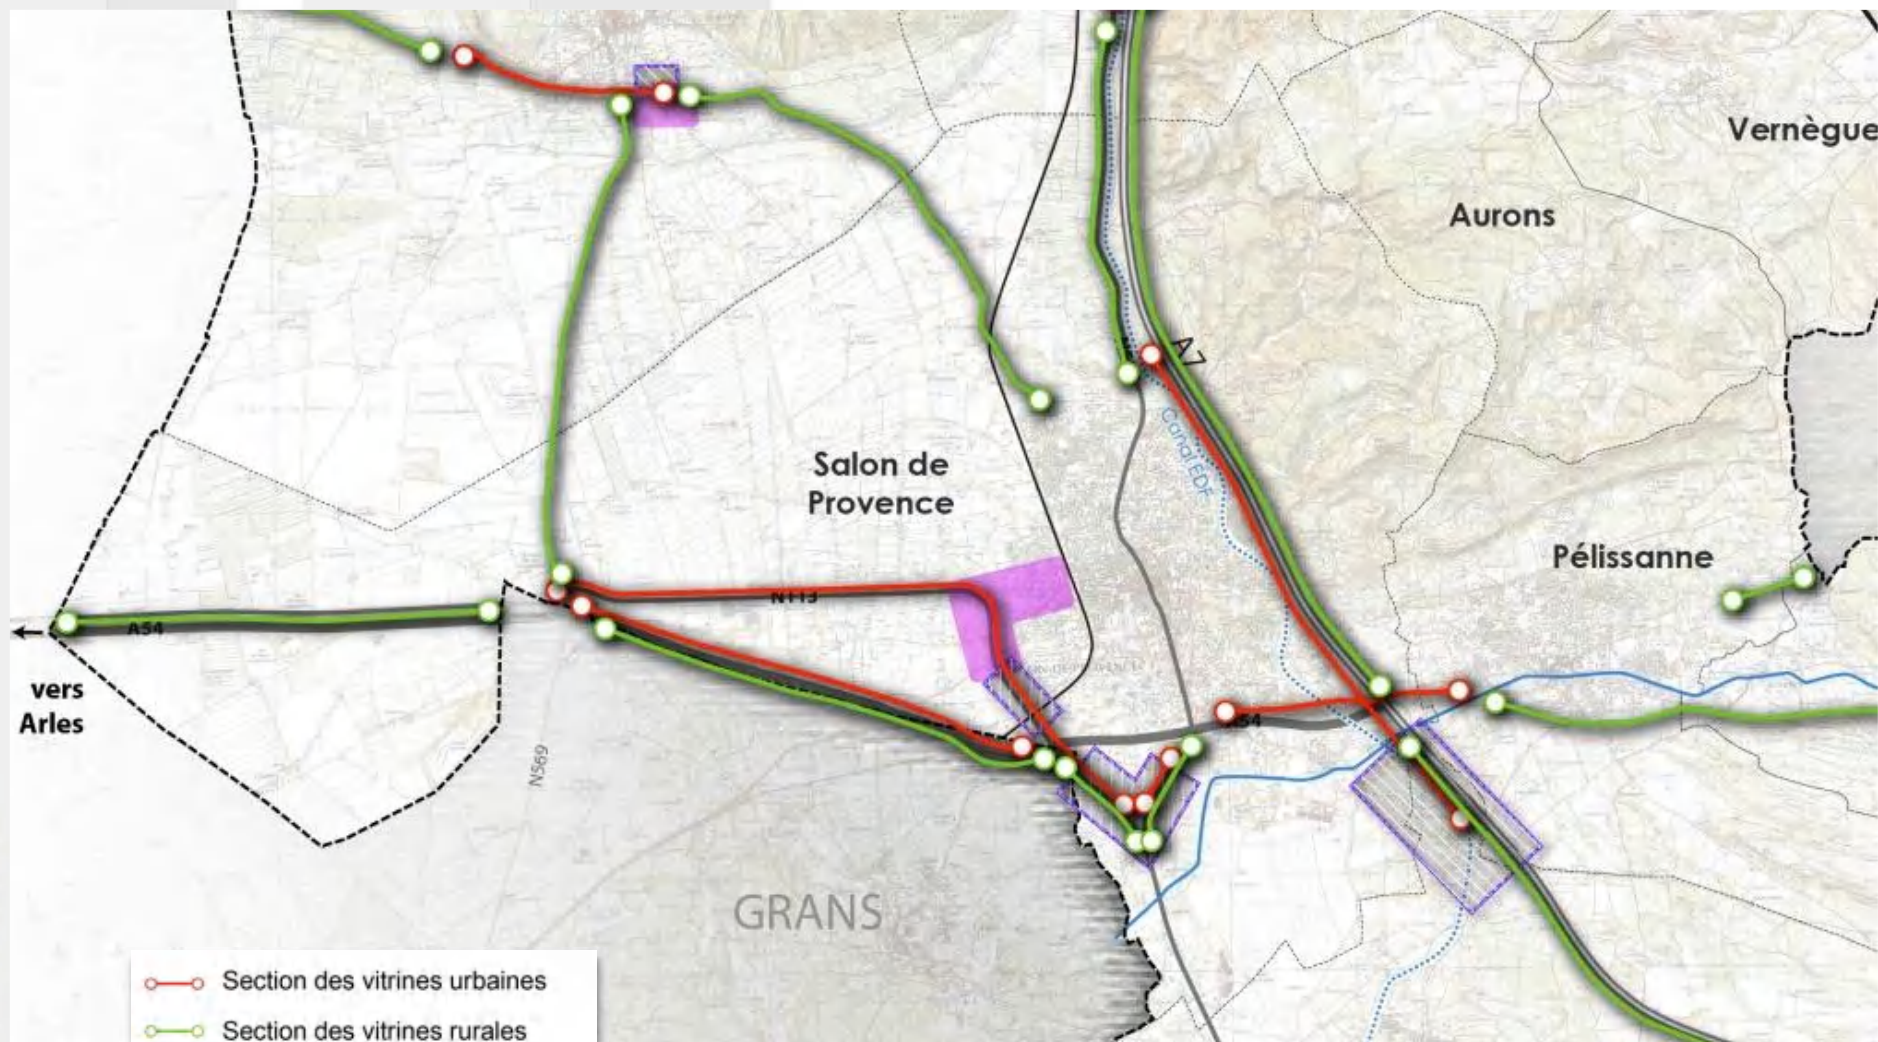 Vernègue
Aurons
A7
Canal EDF
Salon de
Provence
Pélissanne
N113
A54
vers
Arles
A54
N569
GRANS
Section des vitrines urbaines
Section des vitrines rurales